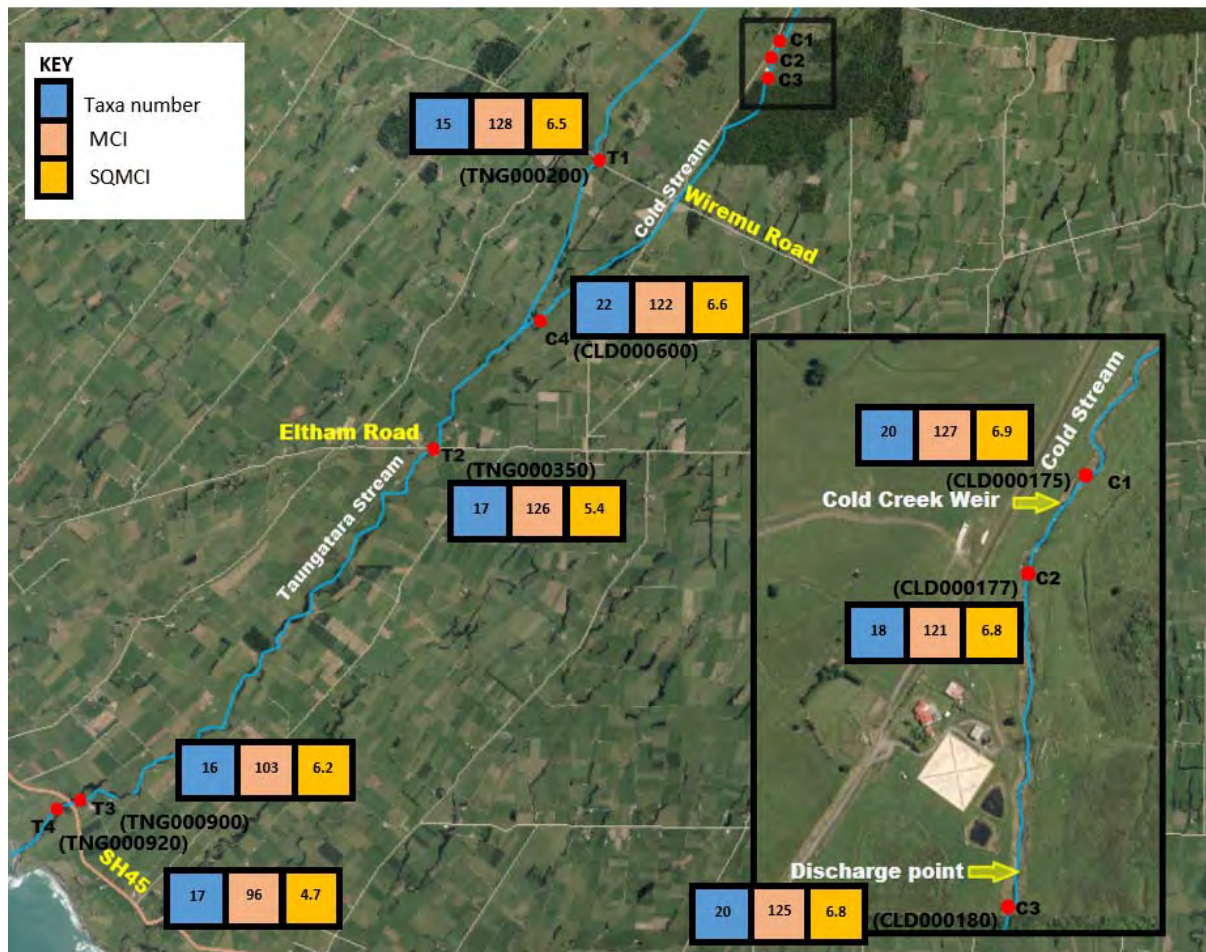 KEY
Taxa number
MCI
SQMCI
C1
C2
C3
15 128 6.5
T1
(TNG000200)
Cold Stream
Wiremu Road
22 122 6.6
C4
(CLD000600)
Eltham Road
T2
(TNG000350)
17 126 5.4
Taungatara Stream
16 103 6.2
T3
(TNG000900)
T4
(TNG000920)
SH45
17 96 4.7
Cold Stream
20 127 6.9
(CLD000175)
C1
Cold Creek Weir
C2
(CLD000177)
18 121 6.8
Discharge point
20 125 6.8
(CLD000180)
C3